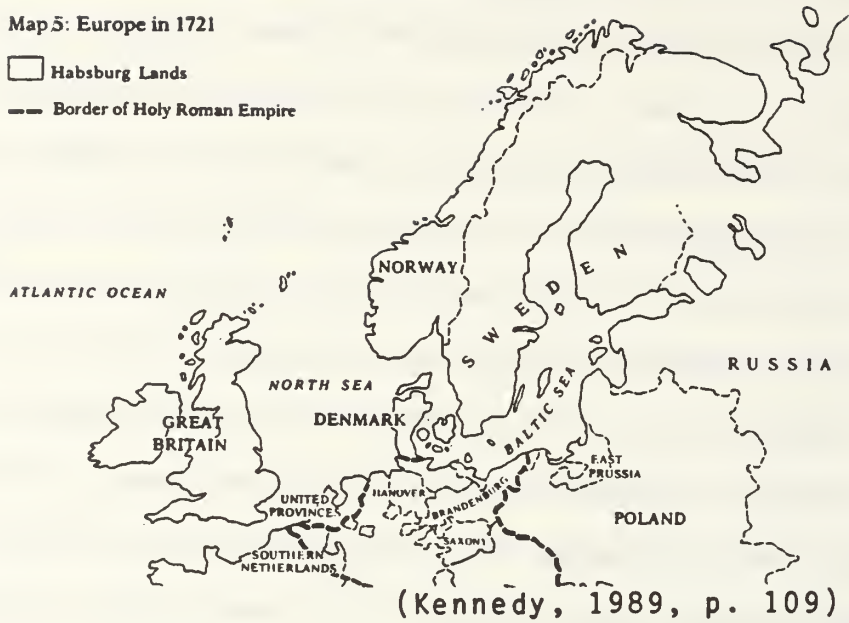 Map 5: Europe in 1721
Habsburg Lands
Border of Holy Roman Empire
NORWAY
SWEDEN
ATLANTIC OCEAN
NORTH SEA
RUSSIA
GREAT
BRITAIN
DENMARK
BALTIC SEA
EAST
PRUSSIA
UNITED
PROVINCES
HANOVER
BRANDENBURG
SAXONY
POLAND
SOUTHERN
NETHERLANDS
(Kennedy, 1989, p. 109)